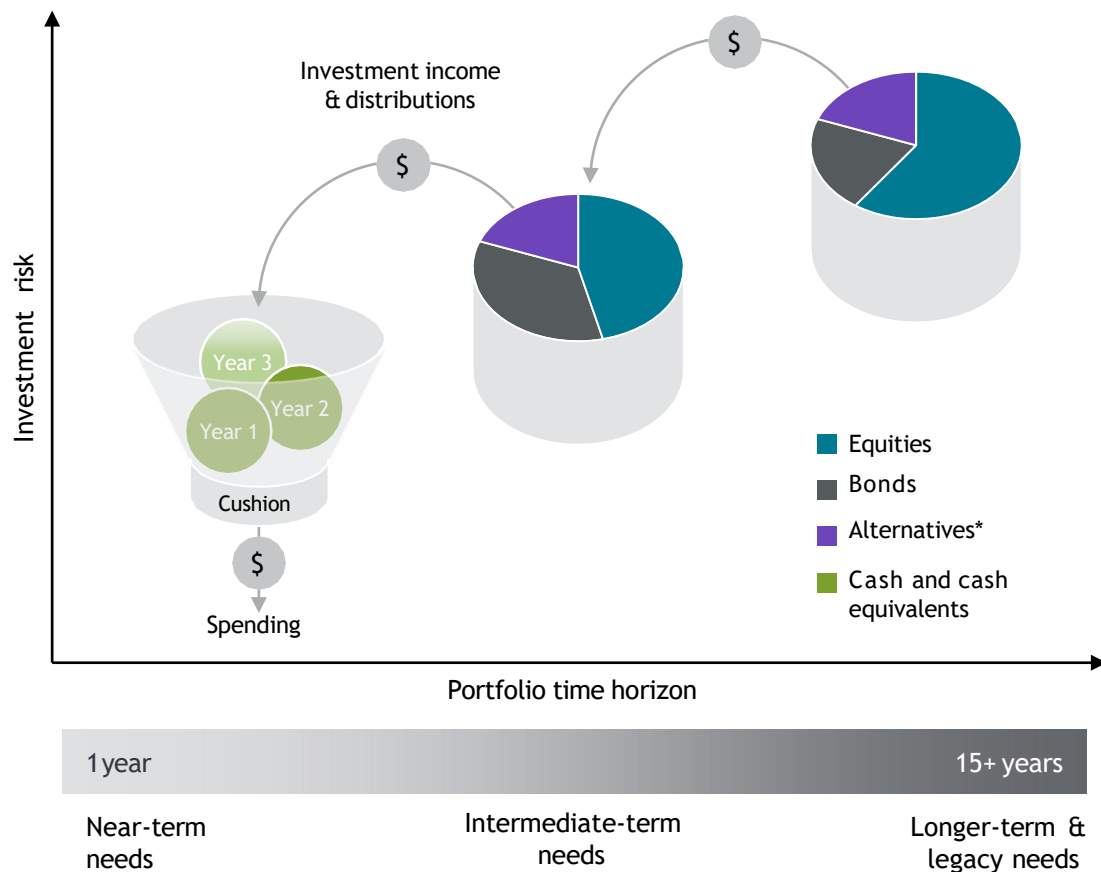 $
Investment income
& distributions
$
Investment risk
Year 3
Year 2
Year 1
Cushion
$
Spending
Equities
Bonds
Alternatives*
Cash and cash
equivalents
Portfolio time horizon
1 year
15+ years
Near-term
needs
Intermediate-term
needs
Longer-term &
legacy needs